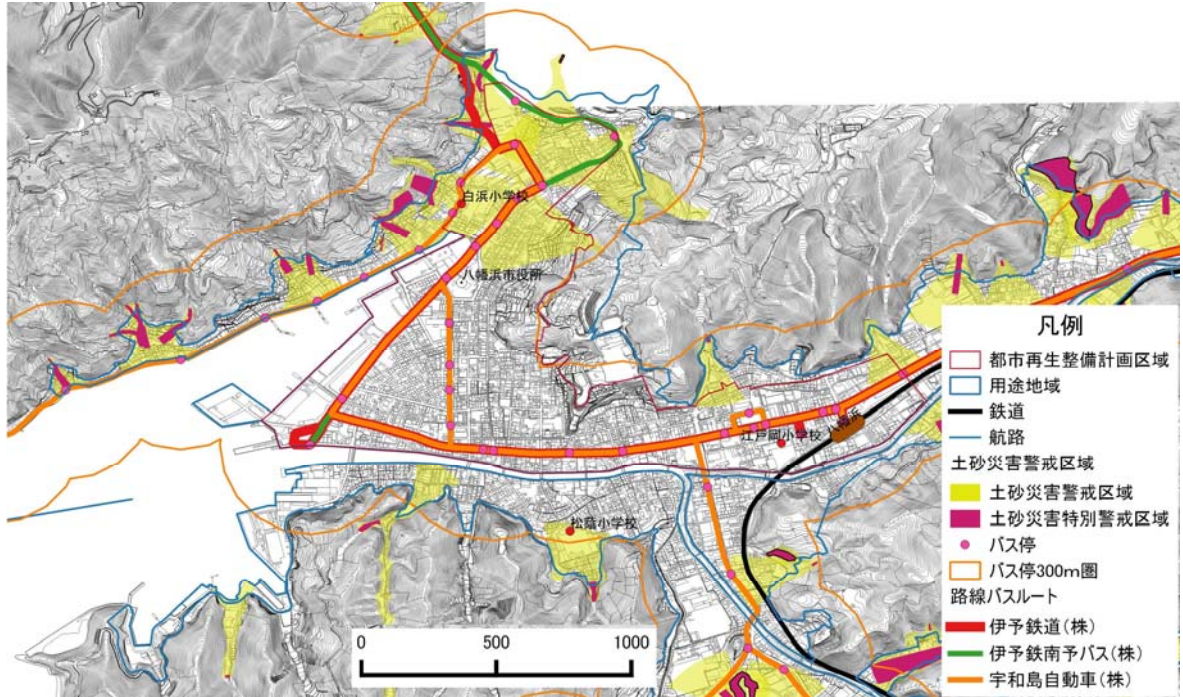 白浜小学校
八幡浜市役所
江戸岡小学校
八幡浜
松蔭小学校
0 500 1000
凡例
都市再生整備計画区域
用途地域
鉄道
航路
土砂災害警戒区域
土砂災害警戒区域
土砂災害特別警戒区域
バス停
バス停300m圏
路線バスルート
伊予鉄道(株)
伊予鉄南予バス(株)
宇和島自動車(株)